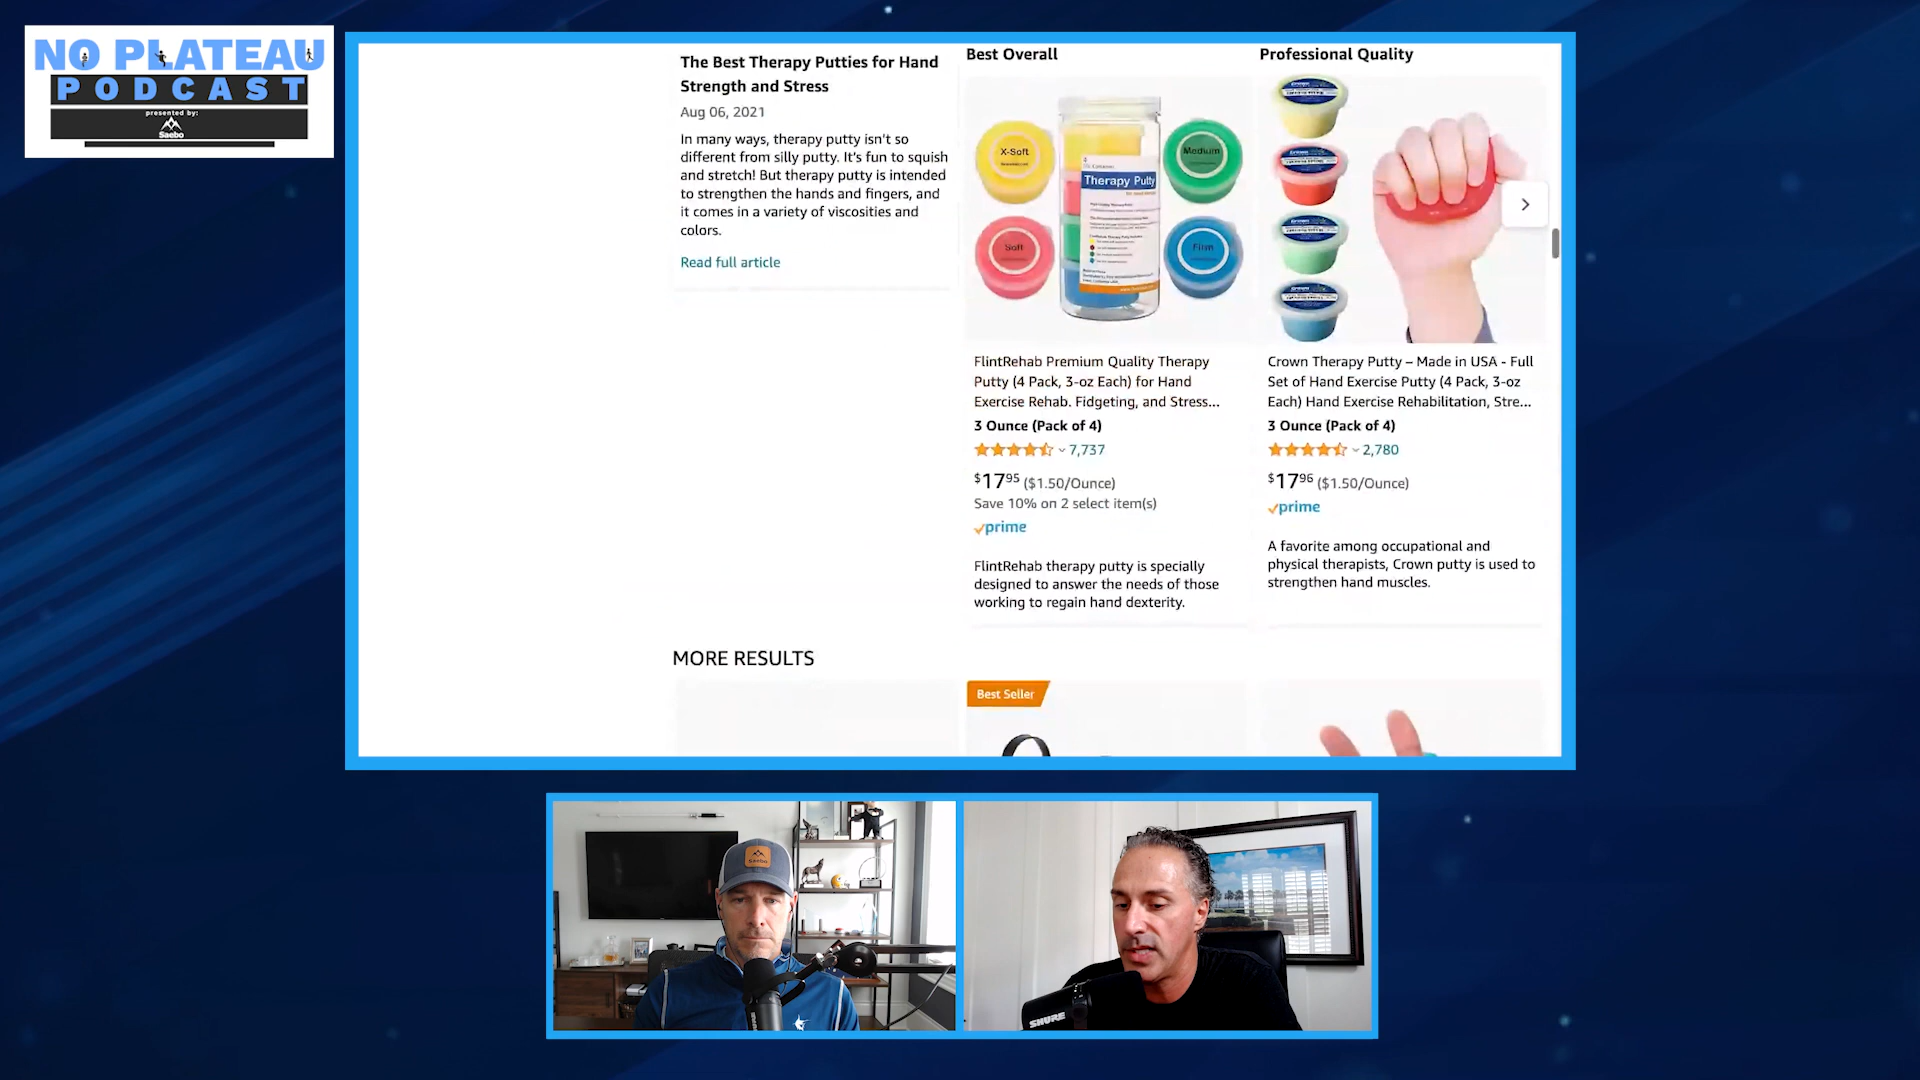 NO PLATEAU
PODCAST
presented by:
Saebo
The Best Therapy Putties for Hand
Strength and Stress
Aug 06, 2021
In many ways, therapy putty isn't so
different from silly putty. It's fun to squish
and stretch! But therapy putty is intended
to strengthen the hands and fingers, and
it comes in a variety of viscosities and
colors.
Read full article
Best Overall
X-Soft
Medium
Therapy Putty
Soft
Firm
FlintRehab Premium Quality Therapy
Putty (4 Pack, 3-oz Each) for Hand
Exercise Rehab. Fidgeting, and Stress...
3 Ounce (Pack of 4)
7,737
$1795 ($1.50/Ounce)
Save 10% on 2 select item(s)
prime
FlintRehab therapy putty is specially
designed to answer the needs of those
working to regain hand dexterity.
Professional Quality
Crown Therapy Putty – Made in USA - Full
Set of Hand Exercise Putty (4 Pack, 3-oz
Each) Hand Exercise Rehabilitation, Stre...
3 Ounce (Pack of 4)
2,780
$1796 ($1.50/Ounce)
prime
A favorite among occupational and
physical therapists, Crown putty is used to
strengthen hand muscles.
MORE RESULTS
Best Seller
Saebo
SHURE
SHURE